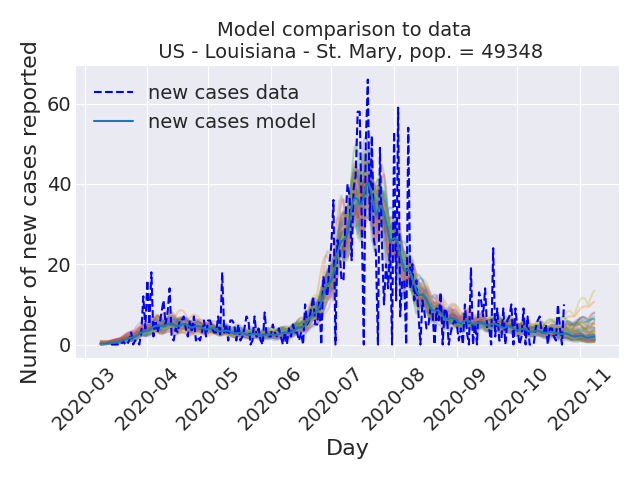 Model comparison to data
US - Louisiana - St. Mary, pop. = 49348
Number of new cases reported
60
40
20
0
new cases data
new cases model
2020-03
2020-04
2020-05
2020-06
2020-07
2020-08
2020-09
2020-10
2020-11
Day